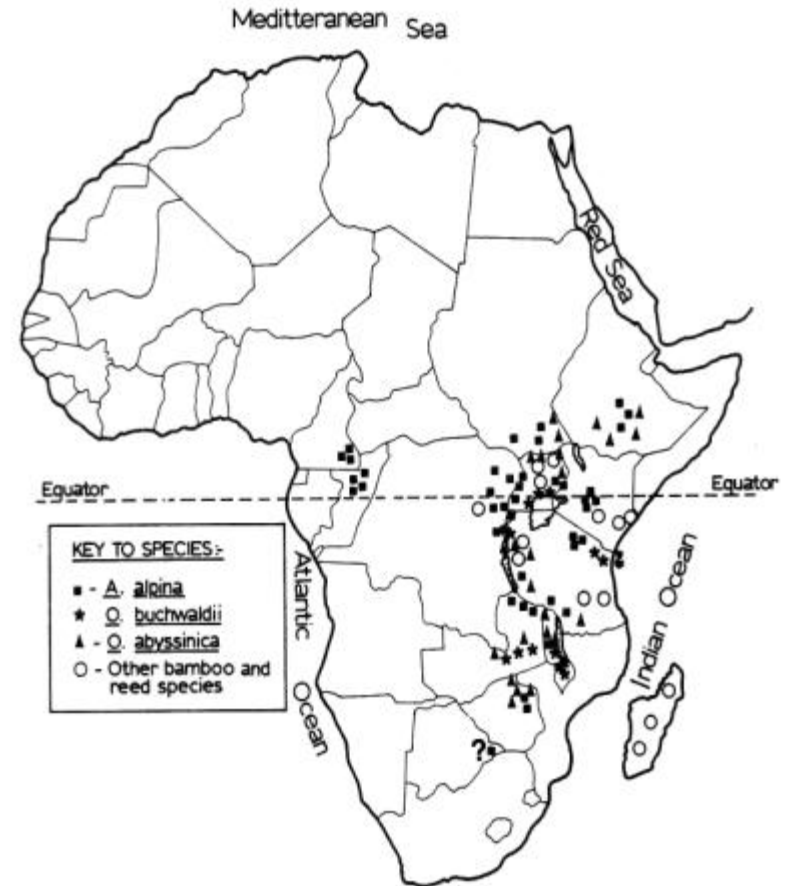 Meditteranean Sea
Red Sea
Equator
Equator
KEY TO SPECIES:-
■ - A. alpina
★ - O. buchwaldii
▲ - O. abyssinica
○ - Other bamboo and
reed species
Atlantic
Ocean
Indian Ocean
?